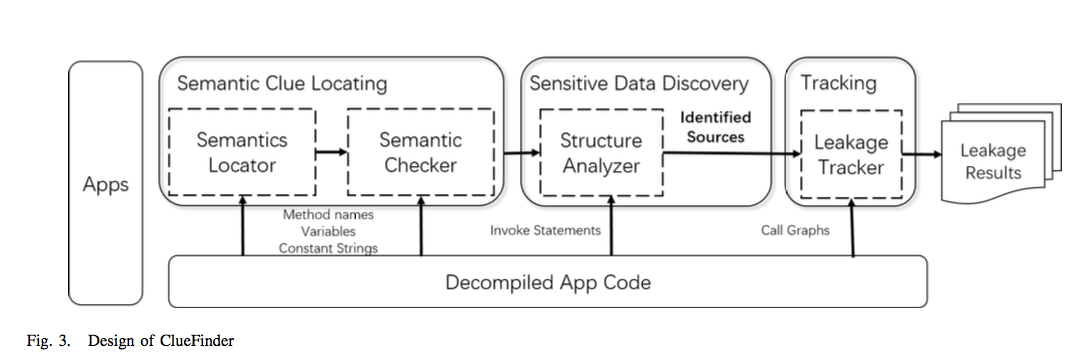 Apps
Semantic Clue Locating
Semantics
Locator
Semantic
Checker
Sensitive Data Discovery
Structure
Analyzer
Identified
Sources
Tracking
Leakage
Tracker
Leakage
Results
Method names
Variables
Constant Strings
Invoke Statements
Call Graphs
Decompiled App Code
Fig. 3. Design of ClueFinder